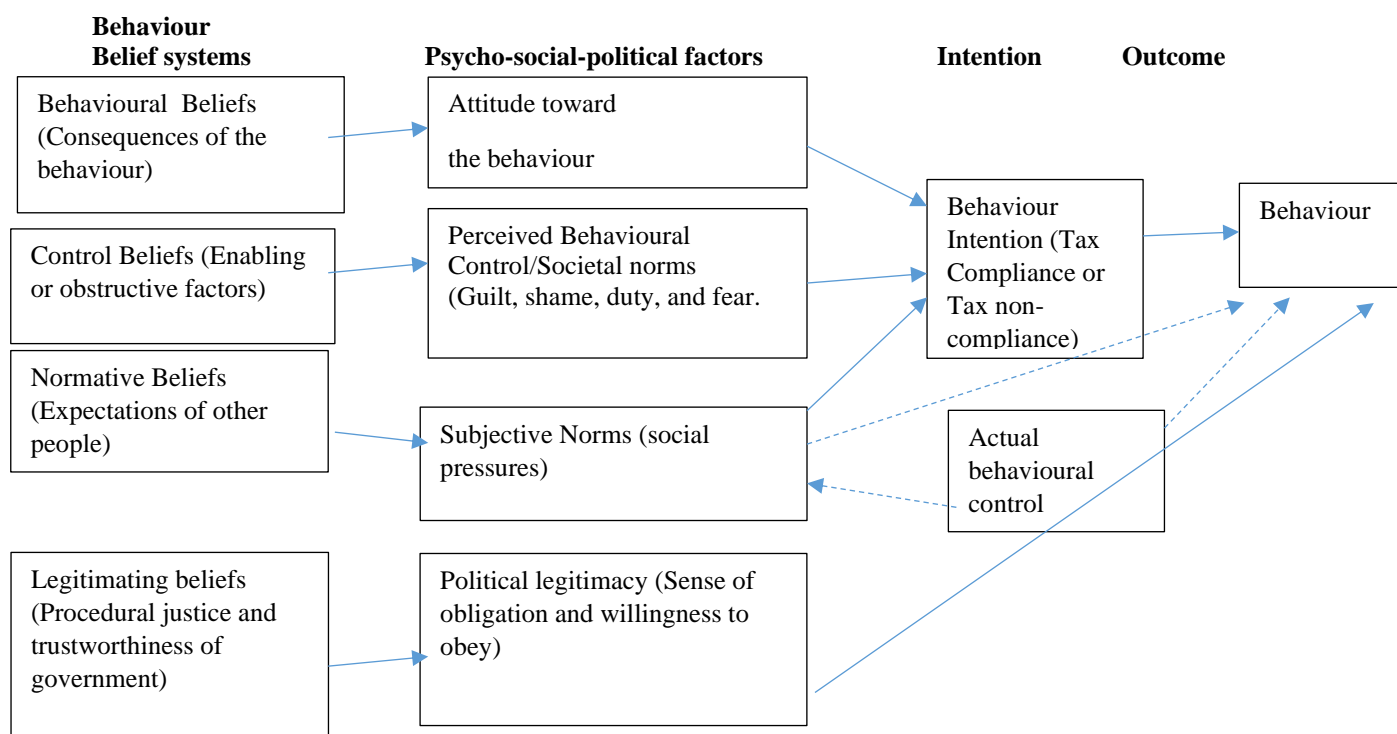 Behaviour
Belief systems
Psycho-social-political factors
Intention
Outcome
Behavioural Beliefs
(Consequences of the
behaviour)
Attitude toward
the behaviour
Control Beliefs (Enabling
or obstructive factors)
Perceived Behavioural
Control/Societal norms
(Guilt, shame, duty, and fear.
Behaviour
Intention (Tax
Compliance or
Tax non-
compliance)
Behaviour
Normative Beliefs
(Expectations of other
people)
Subjective Norms (social
pressures)
Actual
behavioural
control
Legitimating beliefs
(Procedural justice and
trustworthiness of
government)
Political legitimacy (Sense of
obligation and willingness to
obey)